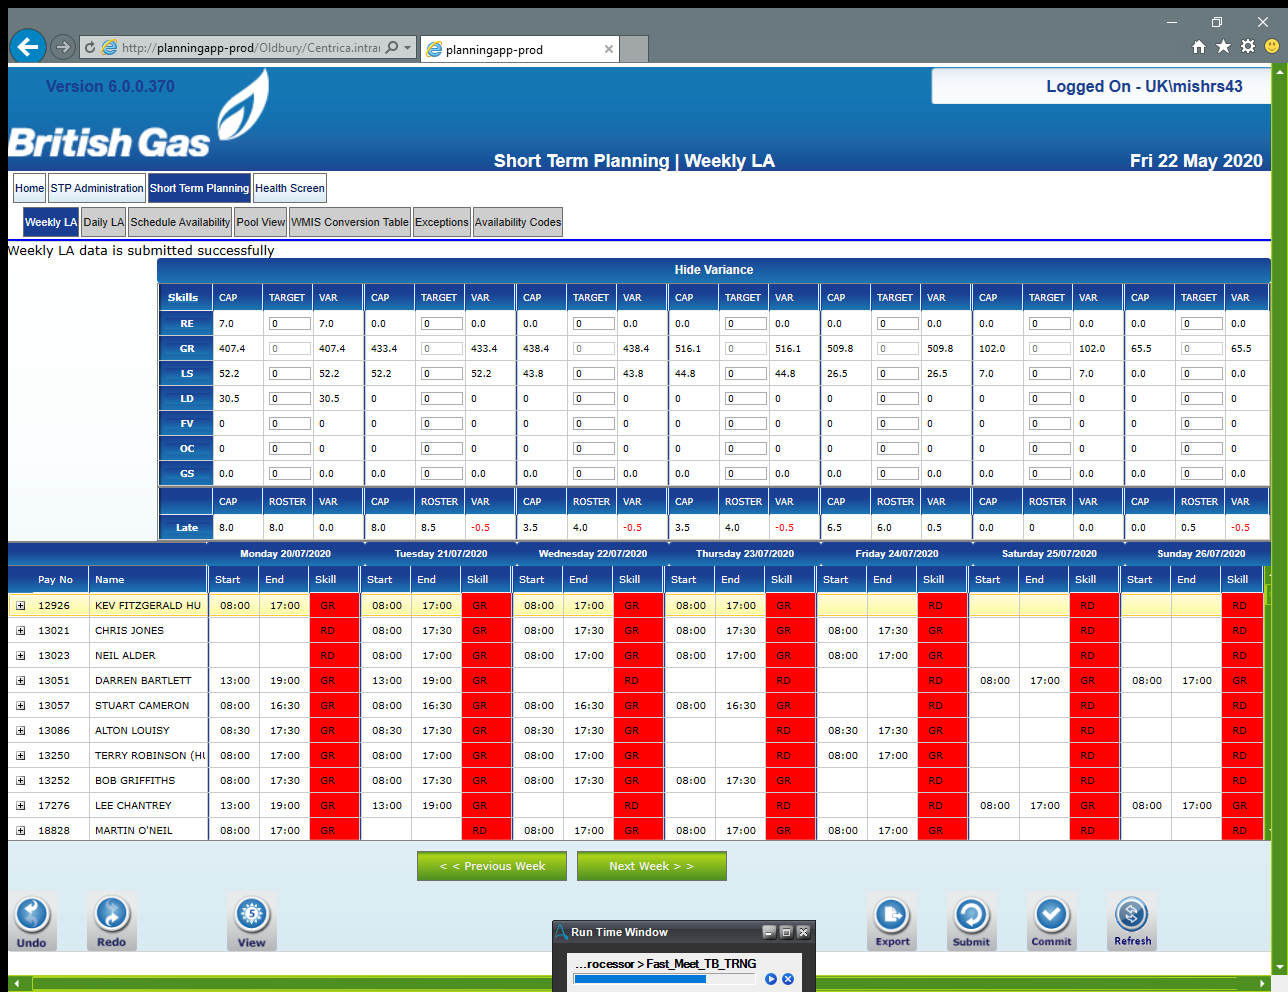 http://planningapp-prod/Oldbury/Centrica.intra
planningapp-prod
Version 6.0.0.370
Logged On - UK\mishrs43
British Gas
Short Term Planning | Weekly LA
Fri 22 May 2020
Home STP Administration Short Term Planning Health Screen
Weekly LA Daily LA Schedule Availability Pool View WMIS Conversion Table Exceptions Availability Codes
Weekly LA data is submitted successfully
Hide Variance
Skills CAP TARGET VAR CAP TARGET VAR CAP TARGET VAR CAP TARGET VAR CAP TARGET VAR CAP TARGET VAR CAP TARGET VAR
RE 7.0 0 7.0 0.0 0 0.0 0.0 0 0.0 0.0 0 0.0 0.0 0 0.0 0.0 0 0.0 0.0 0 0.0
GR 407.4 0 407.4 433.4 0 433.4 438.4 0 438.4 516.1 0 516.1 509.8 0 509.8 102.0 0 102.0 65.5 0 65.5
LS 52.2 0 52.2 52.2 0 52.2 43.8 0 43.8 44.8 0 44.8 26.5 0 26.5 7.0 0 7.0 0.0 0 0.0
LD 30.5 0 30.5 0 0 0 0 0 0 0 0 0 0 0 0 0 0 0 0 0 0
FV 0 0 0 0 0 0 0 0 0 0 0 0 0 0 0 0 0 0 0 0 0
OC 0 0 0 0 0 0 0 0 0 0 0 0 0 0 0 0 0 0 0 0 0
GS 0.0 0 0.0 0.0 0 0.0 0.0 0 0.0 0.0 0 0.0 0.0 0 0.0 0.0 0 0.0 0.0 0 0.0
CAP ROSTER VAR CAP ROSTER VAR CAP ROSTER VAR CAP ROSTER VAR CAP ROSTER VAR CAP ROSTER VAR CAP ROSTER VAR
Late 8.0 8.0 0.0 8.0 8.5 -0.5 3.5 4.0 -0.5 3.5 4.0 -0.5 6.5 6.0 0.5 0.0 0 0.0 0.0 0.5 -0.5
Monday 20/07/2020 Tuesday 21/07/2020 Wednesday 22/07/2020 Thursday 23/07/2020 Friday 24/07/2020 Saturday 25/07/2020 Sunday 26/07/2020
Pay No Name Start End Skill Start End Skill Start End Skill Start End Skill Start End Skill Start End Skill Start End Skill
12926 KEV FITZGERALD HU 08:00 17:00 GR 08:00 17:00 GR 08:00 17:00 GR 08:00 17:00 GR RD RD RD
13021 CHRIS JONES RD 08:00 17:30 GR 08:00 17:30 GR 08:00 17:30 GR 08:00 17:30 GR RD RD
13023 NEIL ALDER RD 08:00 17:00 GR 08:00 17:00 GR 08:00 17:00 GR 08:00 17:00 GR RD RD
13051 DARREN BARTLETT 13:00 19:00 GR 13:00 19:00 GR RD RD RD 08:00 17:00 GR 08:00 17:00 GR
13057 STUART CAMERON 08:00 16:30 GR 08:00 16:30 GR 08:00 16:30 GR 08:00 16:30 GR RD RD RD
13086 ALTON LOUISY 08:30 17:30 GR 08:30 17:30 GR 08:30 17:30 GR RD 08:30 17:30 GR RD RD
13250 TERRY ROBINSON (HU 08:00 17:00 GR 08:00 17:00 GR 08:00 17:00 GR RD 08:00 17:00 GR RD RD
13252 BOB GRIFFITHS 08:00 17:30 GR 08:00 17:30 GR 08:00 17:30 GR 08:00 17:30 GR RD RD RD
17276 LEE CHANTREY 13:00 19:00 GR 13:00 19:00 GR RD RD RD 08:00 17:00 GR 08:00 17:00 GR
18828 MARTIN O'NEIL 08:00 17:00 GR RD 08:00 17:00 GR 08:00 17:00 GR 08:00 17:00 GR RD RD
< < Previous Week Next Week > >
Undo Redo 5 View Export Submit Commit Refresh
Run Time Window
...rocessor > Fast_Meet_TB_TRNG